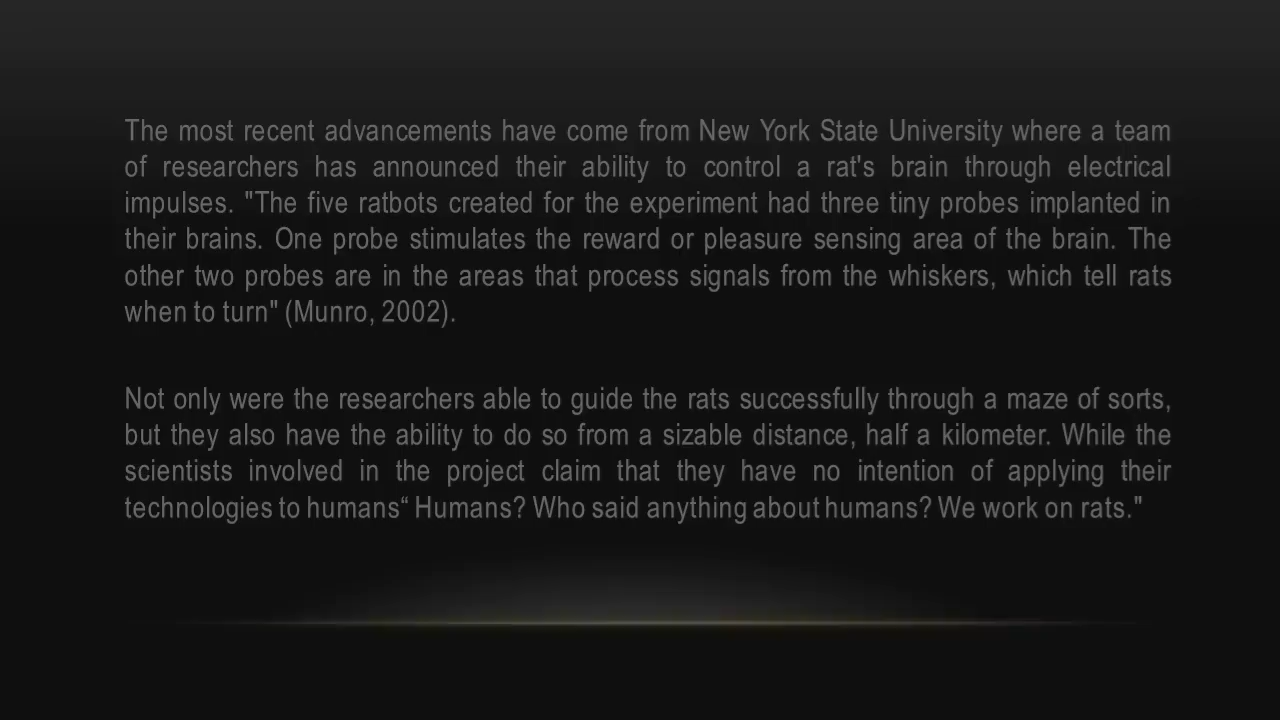 The most recent advancements have come from New York State University where a team
of researchers has announced their ability to control a rat's brain through electrical
impulses. "The five ratbots created for the experiment had three tiny probes implanted in
their brains. One probe stimulates the reward or pleasure sensing area of the brain. The
other two probes are in the areas that process signals from the whiskers, which tell rats
when to turn" (Munro, 2002).
Not only were the researchers able to guide the rats successfully through a maze of sorts,
but they also have the ability to do so from a sizable distance, half a kilometer. While the
scientists involved in the project claim that they have no intention of applying their
technologies to humans“ Humans? Who said anything about humans? We work on rats."